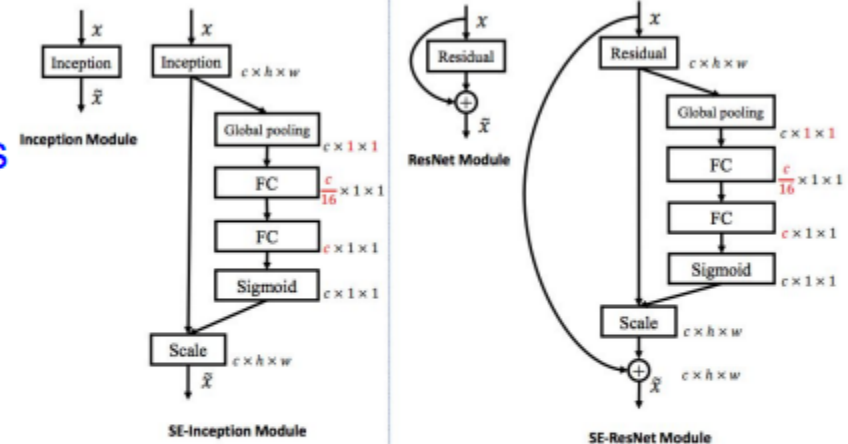 x
Inception
x̃
Inception Module
x
Inception
c × h × w
Global pooling
c × 1 × 1
FC
c/16 × 1 × 1
FC
c × 1 × 1
Sigmoid
c × 1 × 1
Scale
c × h × w
x̃
SE-Inception Module
s
x
Residual
+
x̃
ResNet Module
x
Residual
c × h × w
Global pooling
c × 1 × 1
FC
c/16 × 1 × 1
FC
c × 1 × 1
Sigmoid
c × 1 × 1
Scale
c × h × w
+
x̃
c × h × w
SE-ResNet Module